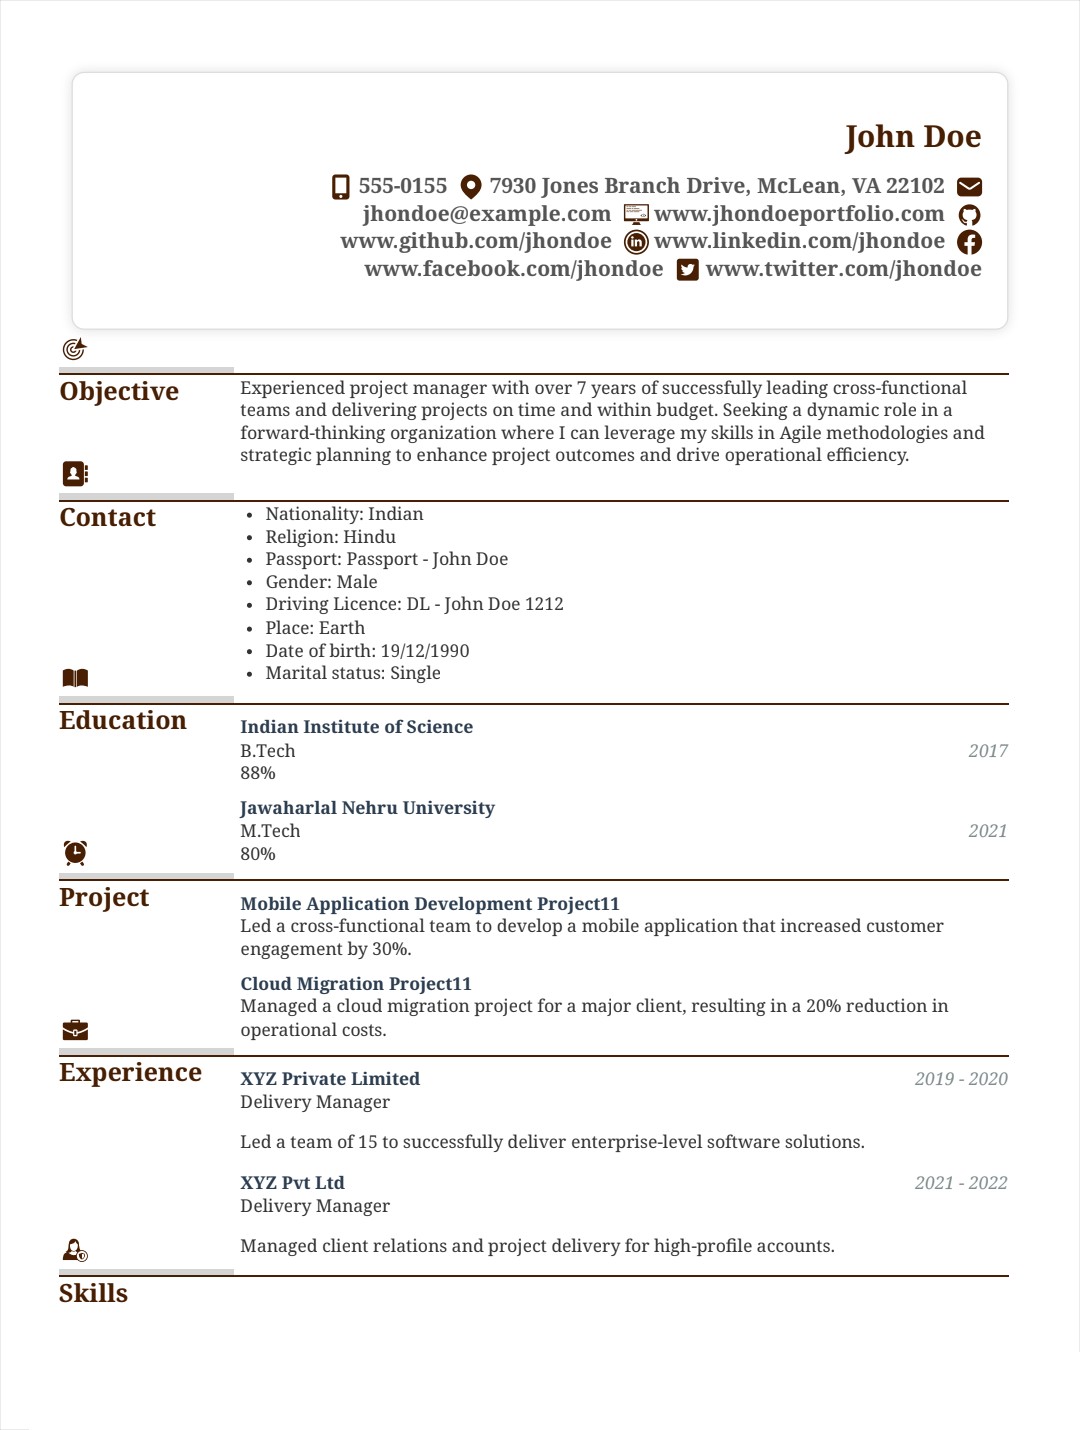 John Doe
555-0155 7930 Jones Branch Drive, McLean, VA 22102
jhondoe@example.com www.jhondoeportfolio.com
www.github.com/jhondoe www.linkedin.com/jhondoe
www.facebook.com/jhondoe www.twitter.com/jhondoe
Objective
Experienced project manager with over 7 years of successfully leading cross-functional
teams and delivering projects on time and within budget. Seeking a dynamic role in a
forward-thinking organization where I can leverage my skills in Agile methodologies and
strategic planning to enhance project outcomes and drive operational efficiency.
Contact
• Nationality: Indian
• Religion: Hindu
• Passport: Passport - John Doe
• Gender: Male
• Driving Licence: DL - John Doe 1212
• Place: Earth
• Date of birth: 19/12/1990
• Marital status: Single
Education
Indian Institute of Science
B.Tech 2017
88%
Jawaharlal Nehru University
M.Tech 2021
80%
Project
Mobile Application Development Project11
Led a cross-functional team to develop a mobile application that increased customer
engagement by 30%.
Cloud Migration Project11
Managed a cloud migration project for a major client, resulting in a 20% reduction in
operational costs.
Experience
XYZ Private Limited 2019 - 2020
Delivery Manager
Led a team of 15 to successfully deliver enterprise-level software solutions.
XYZ Pvt Ltd 2021 - 2022
Delivery Manager
Managed client relations and project delivery for high-profile accounts.
Skills